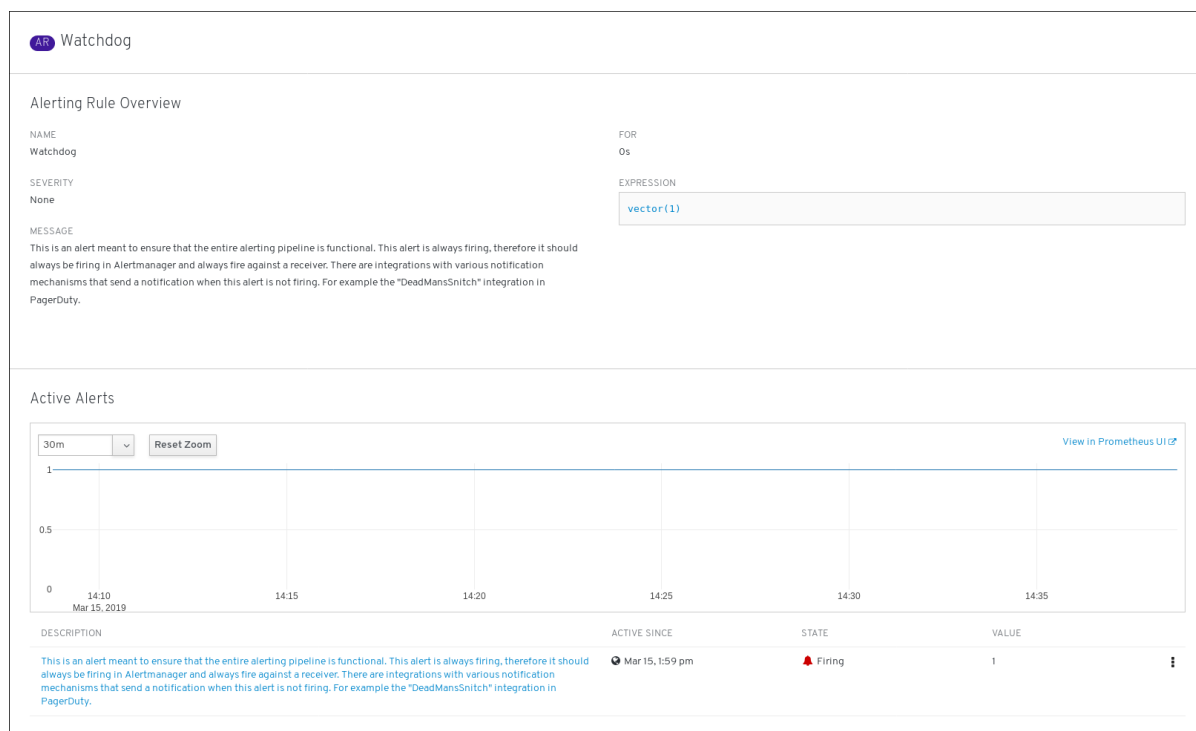 AR Watchdog
Alerting Rule Overview
NAME
Watchdog
FOR
0s
SEVERITY
None
EXPRESSION
vector(1)
MESSAGE
This is an alert meant to ensure that the entire alerting pipeline is functional. This alert is always firing, therefore it should
always be firing in Alertmanager and always fire against a receiver. There are integrations with various notification
mechanisms that send a notification when this alert is not firing. For example the "DeadMansSnitch" integration in
PagerDuty.
Active Alerts
30m
Reset Zoom
View in Prometheus UI
1
0.5
0
14:10
Mar 15, 2019
14:15
14:20
14:25
14:30
14:35
DESCRIPTION
ACTIVE SINCE
STATE
VALUE
This is an alert meant to ensure that the entire alerting pipeline is functional. This alert is always firing, therefore it should
always be firing in Alertmanager and always fire against a receiver. There are integrations with various notification
mechanisms that send a notification when this alert is not firing. For example the "DeadMansSnitch" integration in
PagerDuty.
Mar 15, 1:59 pm
Firing
1